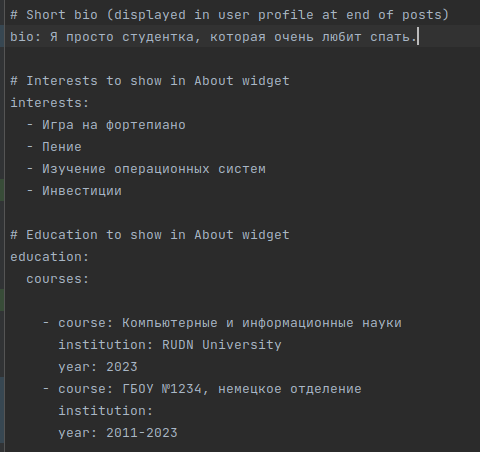 # Short bio (displayed in user profile at end of posts)
bio: Я просто студентка, которая очень любит спать.
# Interests to show in About widget
interests:
- Игра на фортепиано
- Пение
- Изучение операционных систем
- Инвестиции
# Education to show in About widget
education:
courses:
- course: Компьютерные и информационные науки
institution: RUDN University
year: 2023
- course: ГБОУ №1234, немецкое отделение
institution:
year: 2011-2023